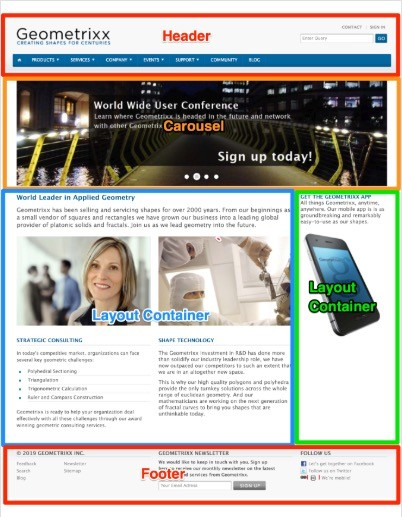 Geometrixx
CREATING SHAPES FOR CENTURIES
Header
CONTACT | SIGN IN
GO
PRODUCTS SERVICES COMPANY EVENTS SUPPORT COMMUNITY BLOG
World Wide User Conference
Learn where Geometrixx is headed in the future and network
with other Geometrixx
Carousel
Sign up today!
World Leader in Applied Geometry
Geometrixx has been selling and servicing shapes for over 2000 years. From our beginnings as
a small vendor of squares and rectangles we have grown our business into a leading global
provider of platonic solids and fractals. Join us as we lead geometry into the future.
Layout Container
STRATEGIC CONSULTING
In today's competitive market, organizations can face
several key geometric challenges:
Polyhedral Sectioning
Triangulation
Trigonometric Calculation
Ruler and Compass Construction
Geometrixx is ready to help your organization deal
effectively with all these challenges through our award
winning geometric consulting services.
SHAPE TECHNOLOGY
The Geometrixx investment in R&D has done more
than solidify our industry leadership role, we have
now outpaced our competitors to such an extent that
we are in an altogether new space.
This is why our high quality polygons and polyhedra
provide the only turnkey solutions across the whole
range of euclidean geometry. And our
mathematicians are working on the next generation
of fractal curves to bring you shapes that are
unthinkable today.
GET THE GEOMETRIXX APP
All things Geometrixx, anytime,
anywhere. Our mobile app is is as
groundbreaking and remarkably
easy-to-use as our shapes.
Layout
Container
© 2019 GEOMETRIXX INC.
Feedback
Search
Blog
Newsletter
Sitemap
GEOMETRIXX NEWSLETTER
We would like to keep in touch with you. Sign up
here to receive our monthly newsletter on the latest
services from Geometrixx.
Your Email Address
SIGN UP
Footer
FOLLOW US
Let's get together on Facebook
Follow us on Twitter
We're mobile!